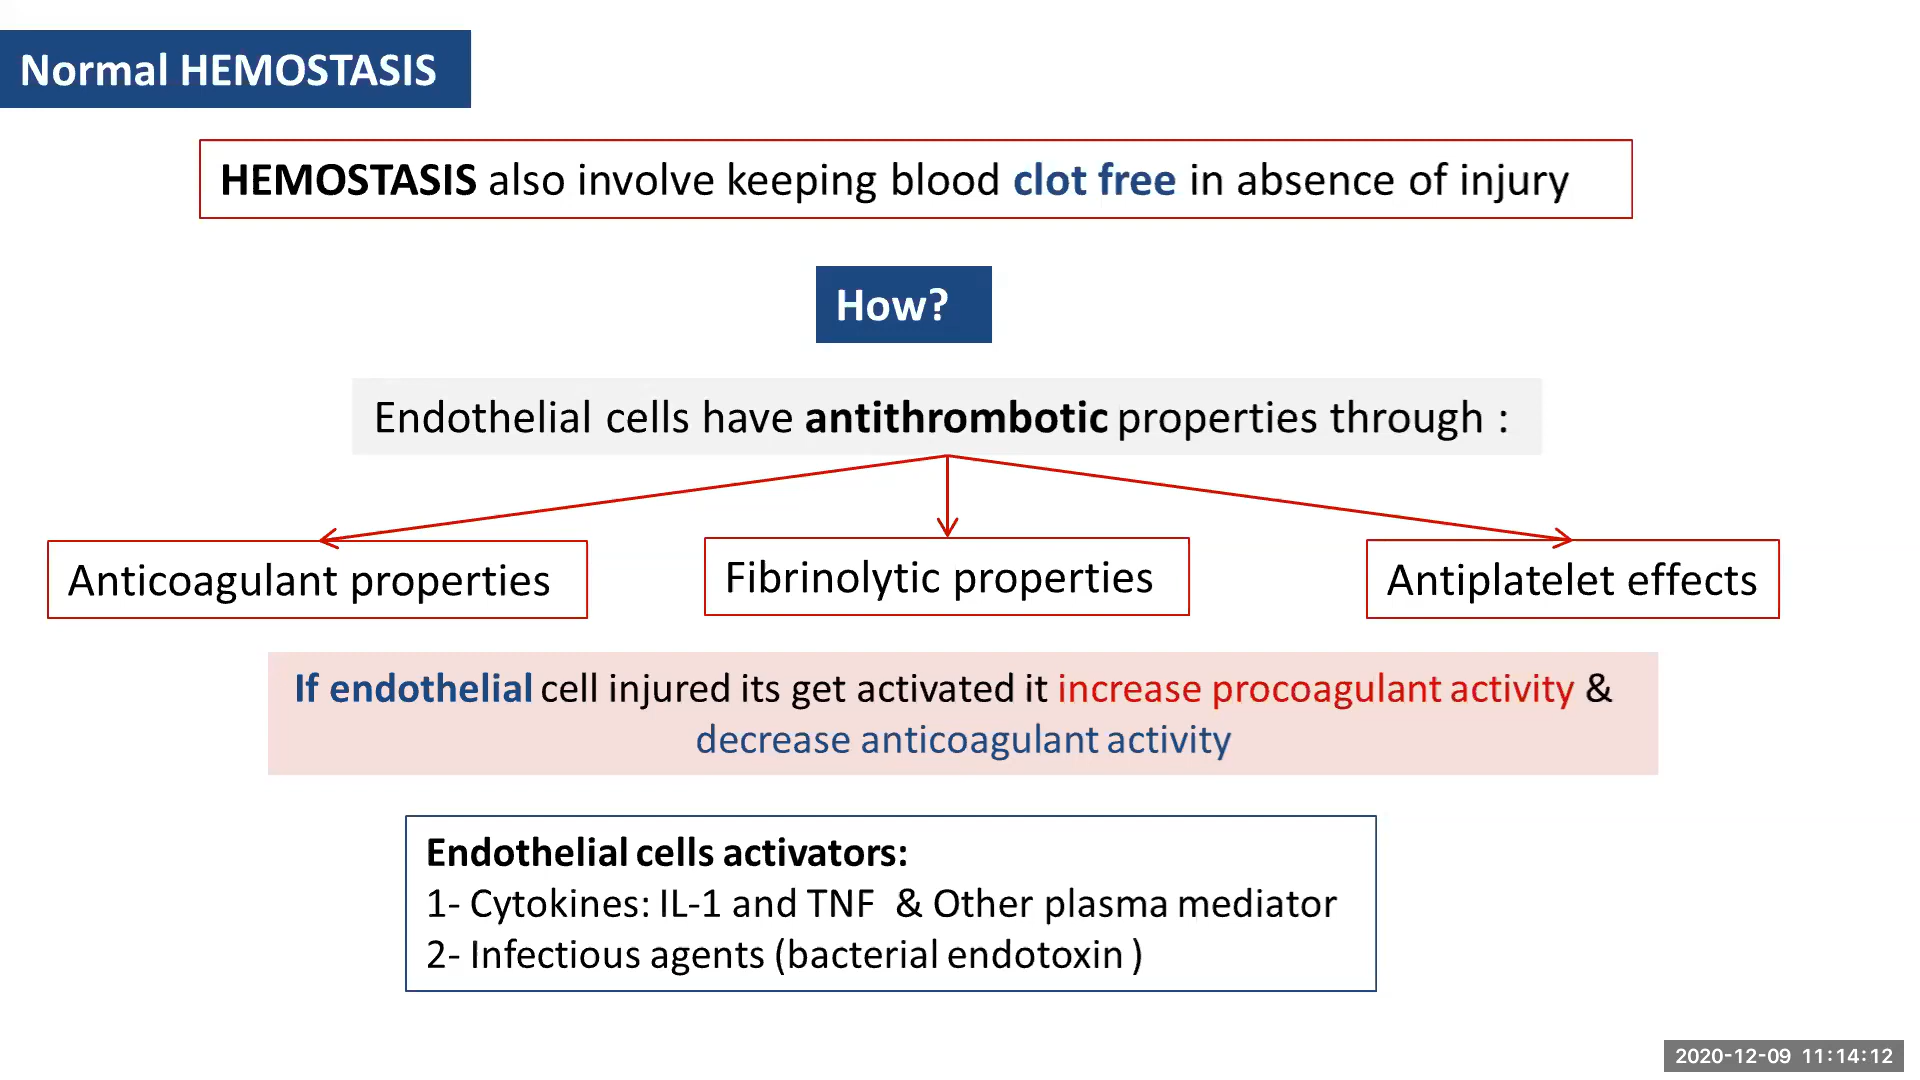 Normal HEMOSTASIS
HEMOSTASIS also involve keeping blood clot free in absence of injury
How?
Endothelial cells have antithrombotic properties through :
Anticoagulant properties
Fibrinolytic properties
Antiplatelet effects
If endothelial cell injured its get activated it increase procoagulant activity &
decrease anticoagulant activity
Endothelial cells activators:
1- Cytokines: IL-1 and TNF & Other plasma mediator
2- Infectious agents (bacterial endotoxin )
2020-12-09 11:14:12